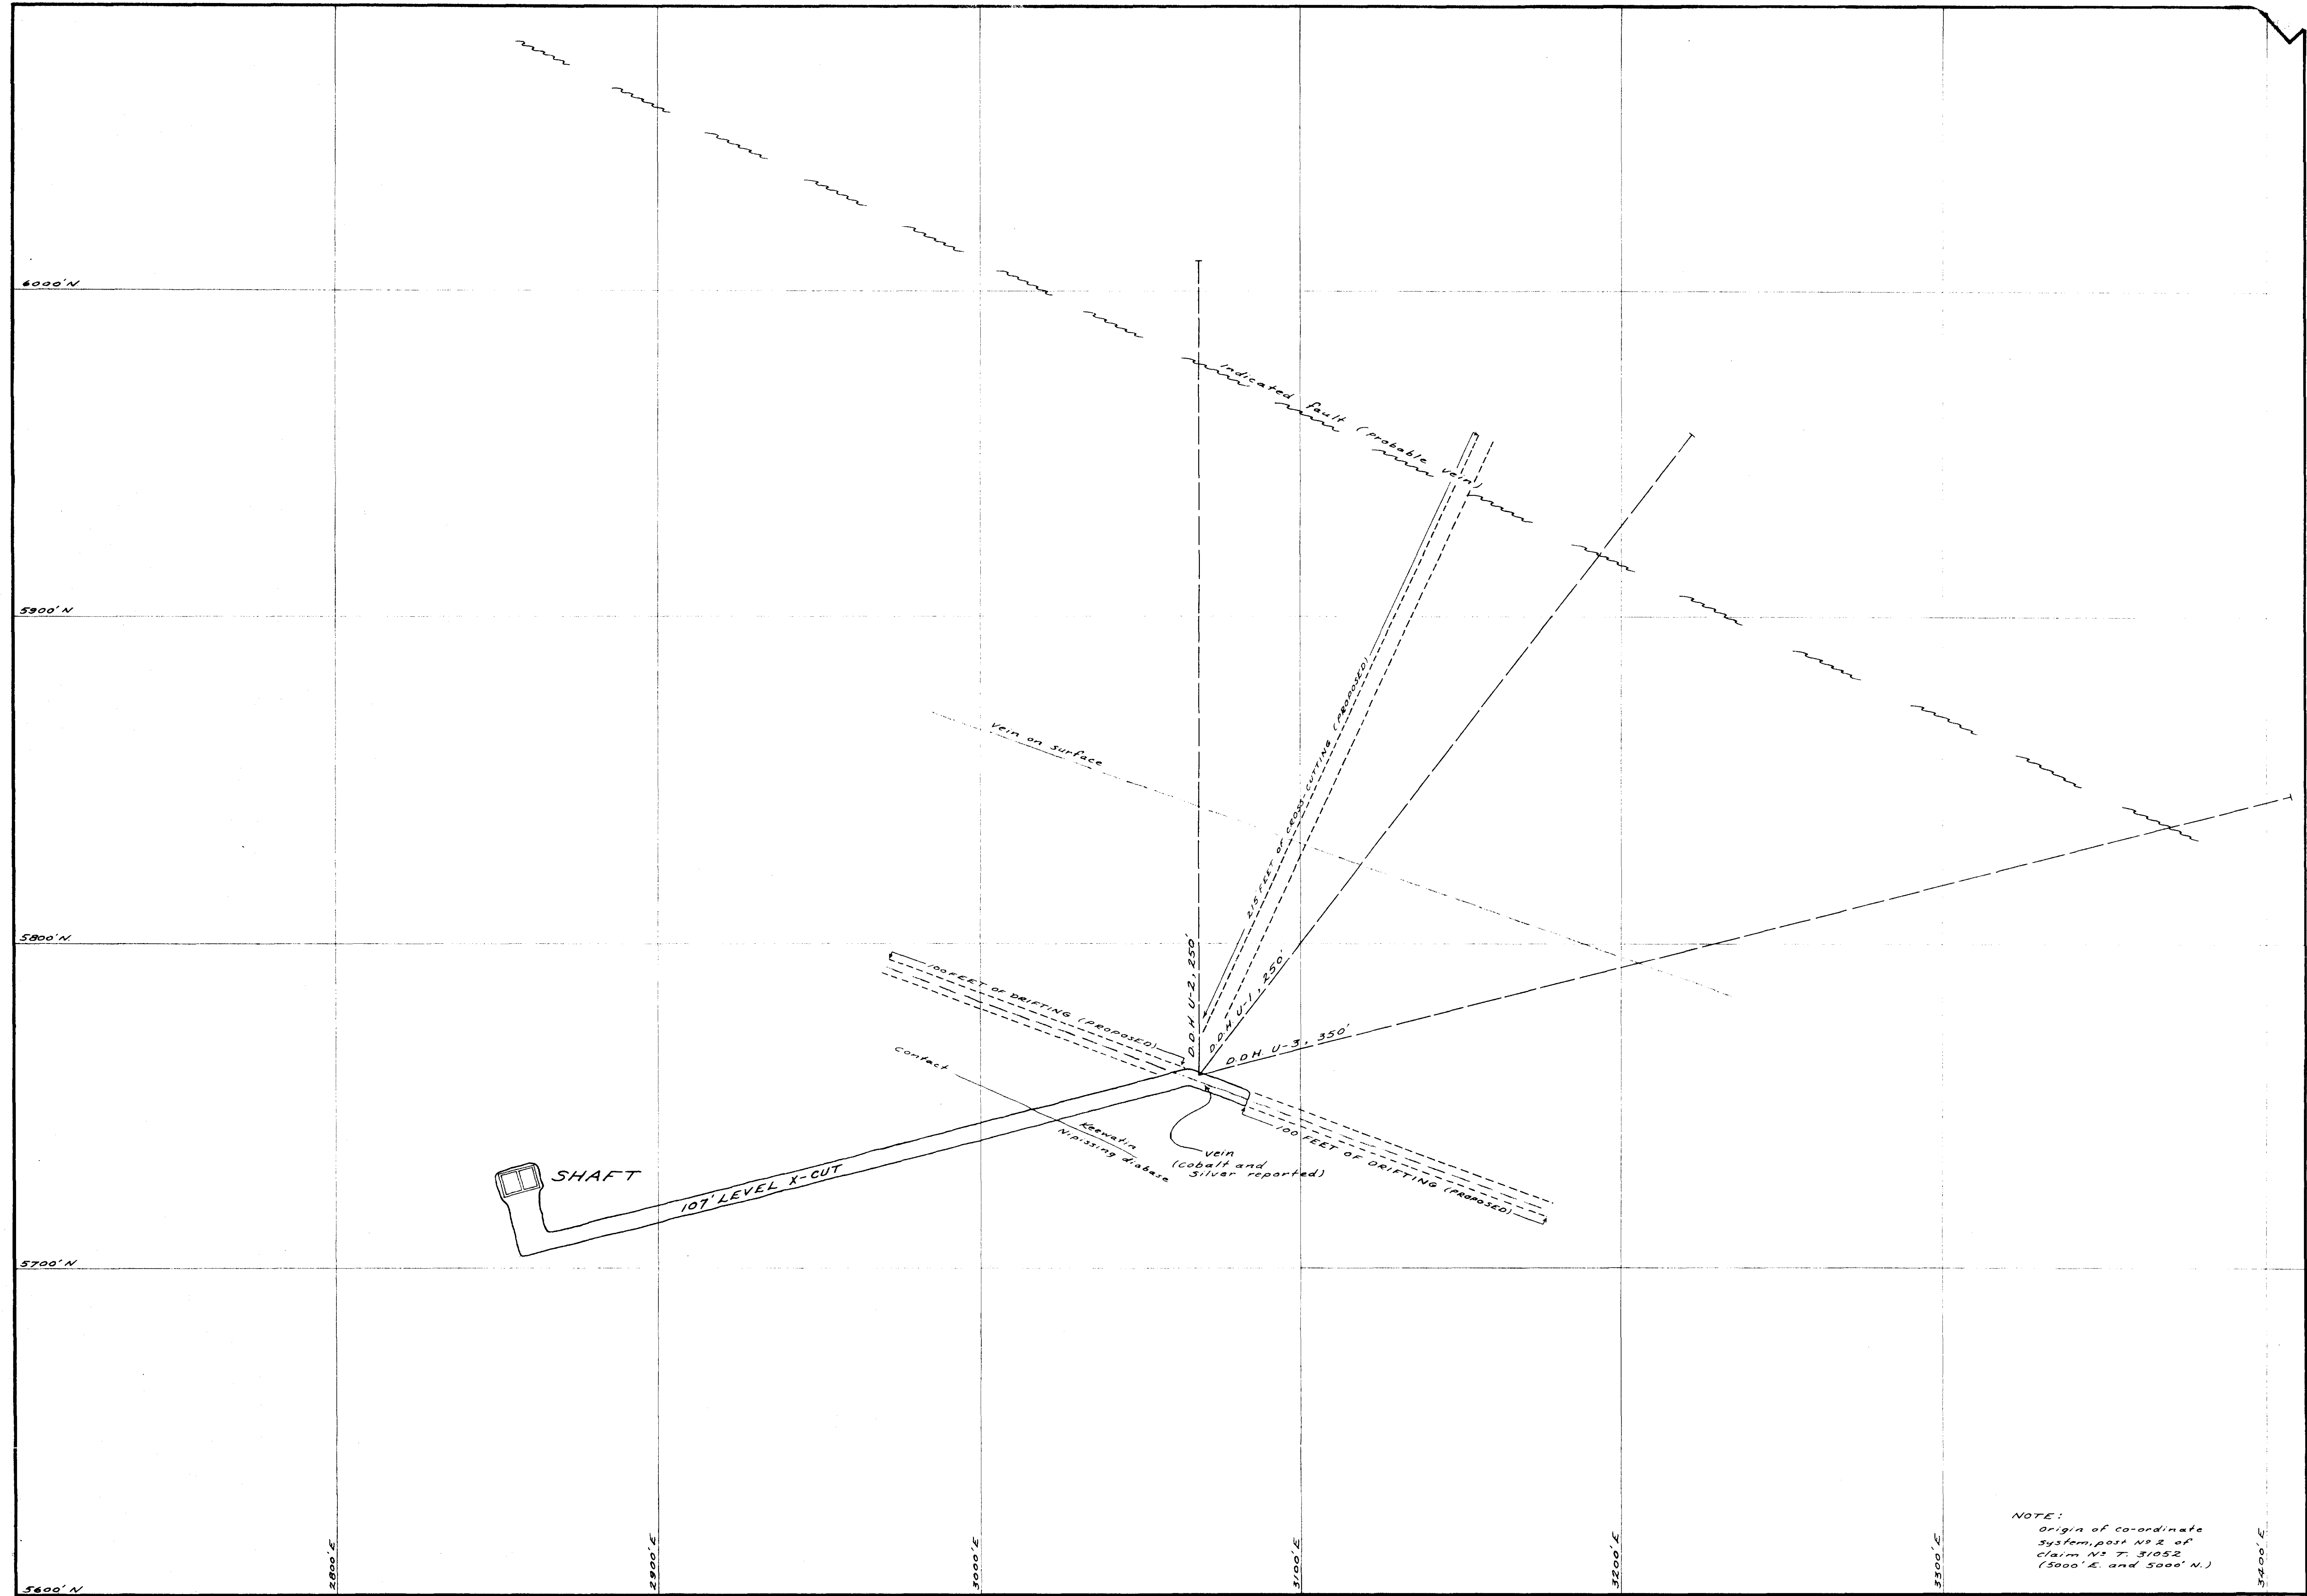 6000' N
Indicated fault (probable vein)
5900' N
215 FEET OF CROSS-CUTTING (PROPOSED)
Vein on surface
5800' N
100 FEET OF DRIFTING (PROPOSED)
D.D.H. U-2, 250'
D.D.H. U-1, 250'
D.D.H. U-3, 350'
Contact
Keewatin
Nipissing diabase
vein
(cobalt and
silver reported)
100 FEET OF DRIFTING (PROPOSED)
SHAFT
107' LEVEL X-CUT
5700' N
NOTE:
Origin of co-ordinate
system, post Nº 2 of
claim Nº T. 31052
(5000' E. and 5000' N.)
5600' N
2800' E
2900' E
3000' E
3100' E
3200' E
3300' E
3400' E